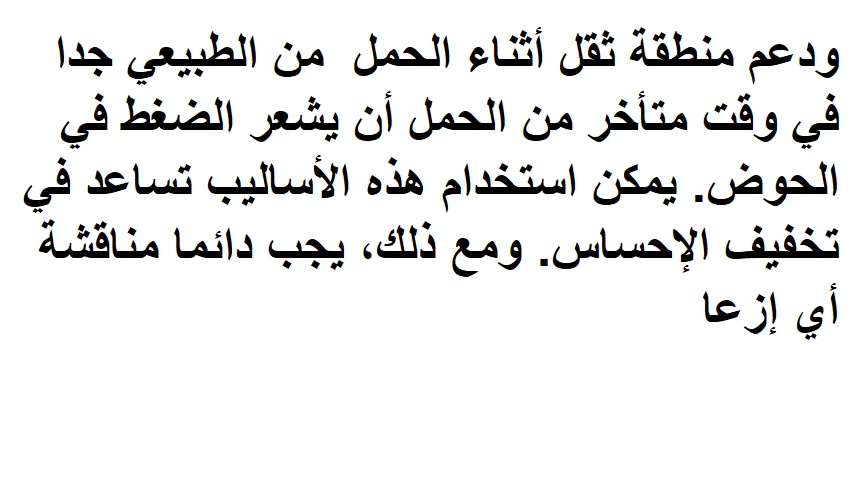 ودعم منطقة ثقل أثناء الحمل  من الطبيعي جدا
في وقت متأخر من الحمل أن يشعر الضغط في
الحوض. يمكن استخدام هذه الأساليب تساعد في
تخفيف الإحساس. ومع ذلك، يجب دائما مناقشة
أي إزعا